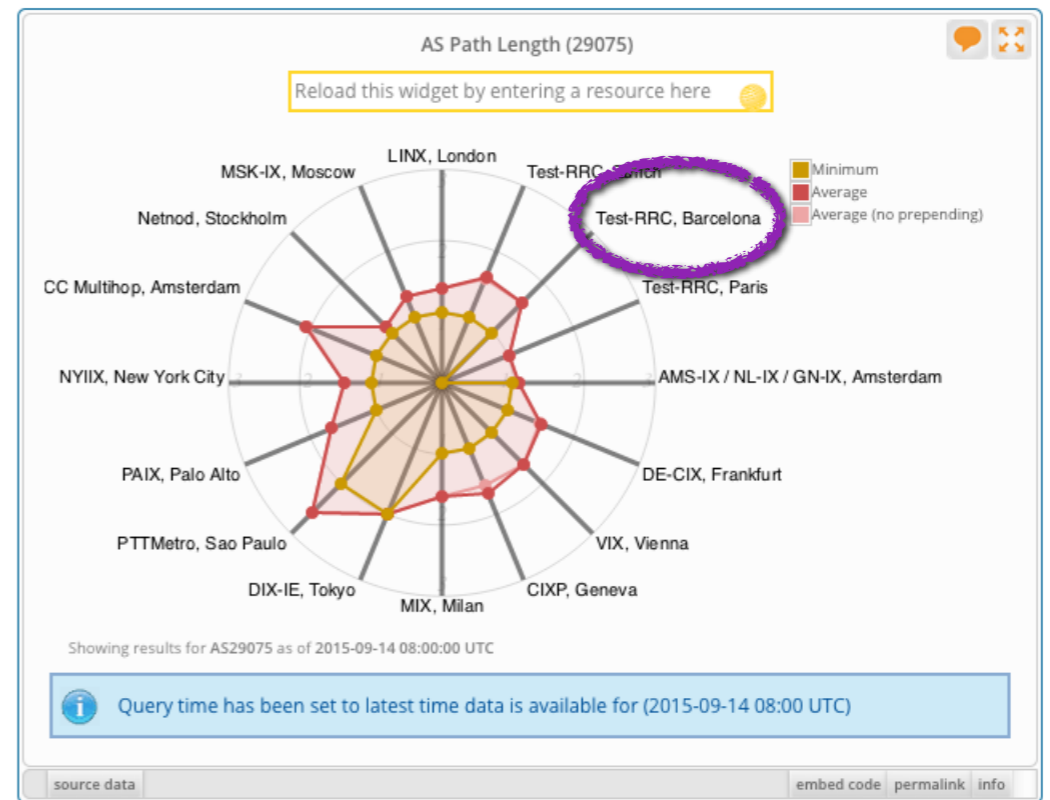 AS Path Length (29075)
Reload this widget by entering a resource here
LINX, London
MSK-IX, Moscow
Test-RRC,
Minimum
Average
Average (no prepending)
Netnod, Stockholm
Test-RRC, Barcelona
CC Multihop, Amsterdam
Test-RRC, Paris
NYIIX, New York City
AMS-IX / NL-IX / GN-IX, Amsterdam
PAIX, Palo Alto
DE-CIX, Frankfurt
PTTMetro, Sao Paulo
VIX, Vienna
DIX-IE, Tokyo
CIXP, Geneva
MIX, Milan
Showing results for AS29075 as of 2015-09-14 08:00:00 UTC
Query time has been set to latest time data is available for (2015-09-14 08:00 UTC)
source data
embed code permalink info